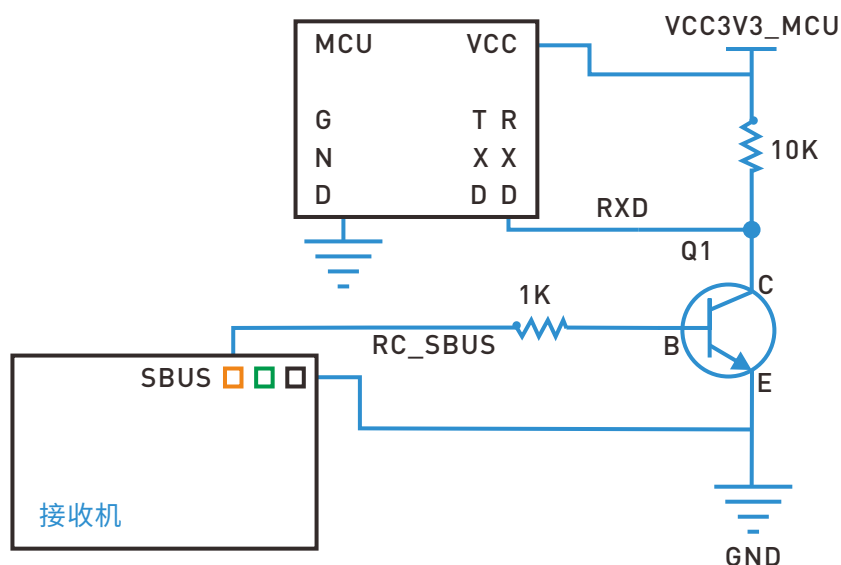 VCC3V3_MCU
MCU VCC
G T R
N X X
D D D
10K
RXD
Q1
C
1K
RC_SBUS
B
E
SBUS
接收机
GND